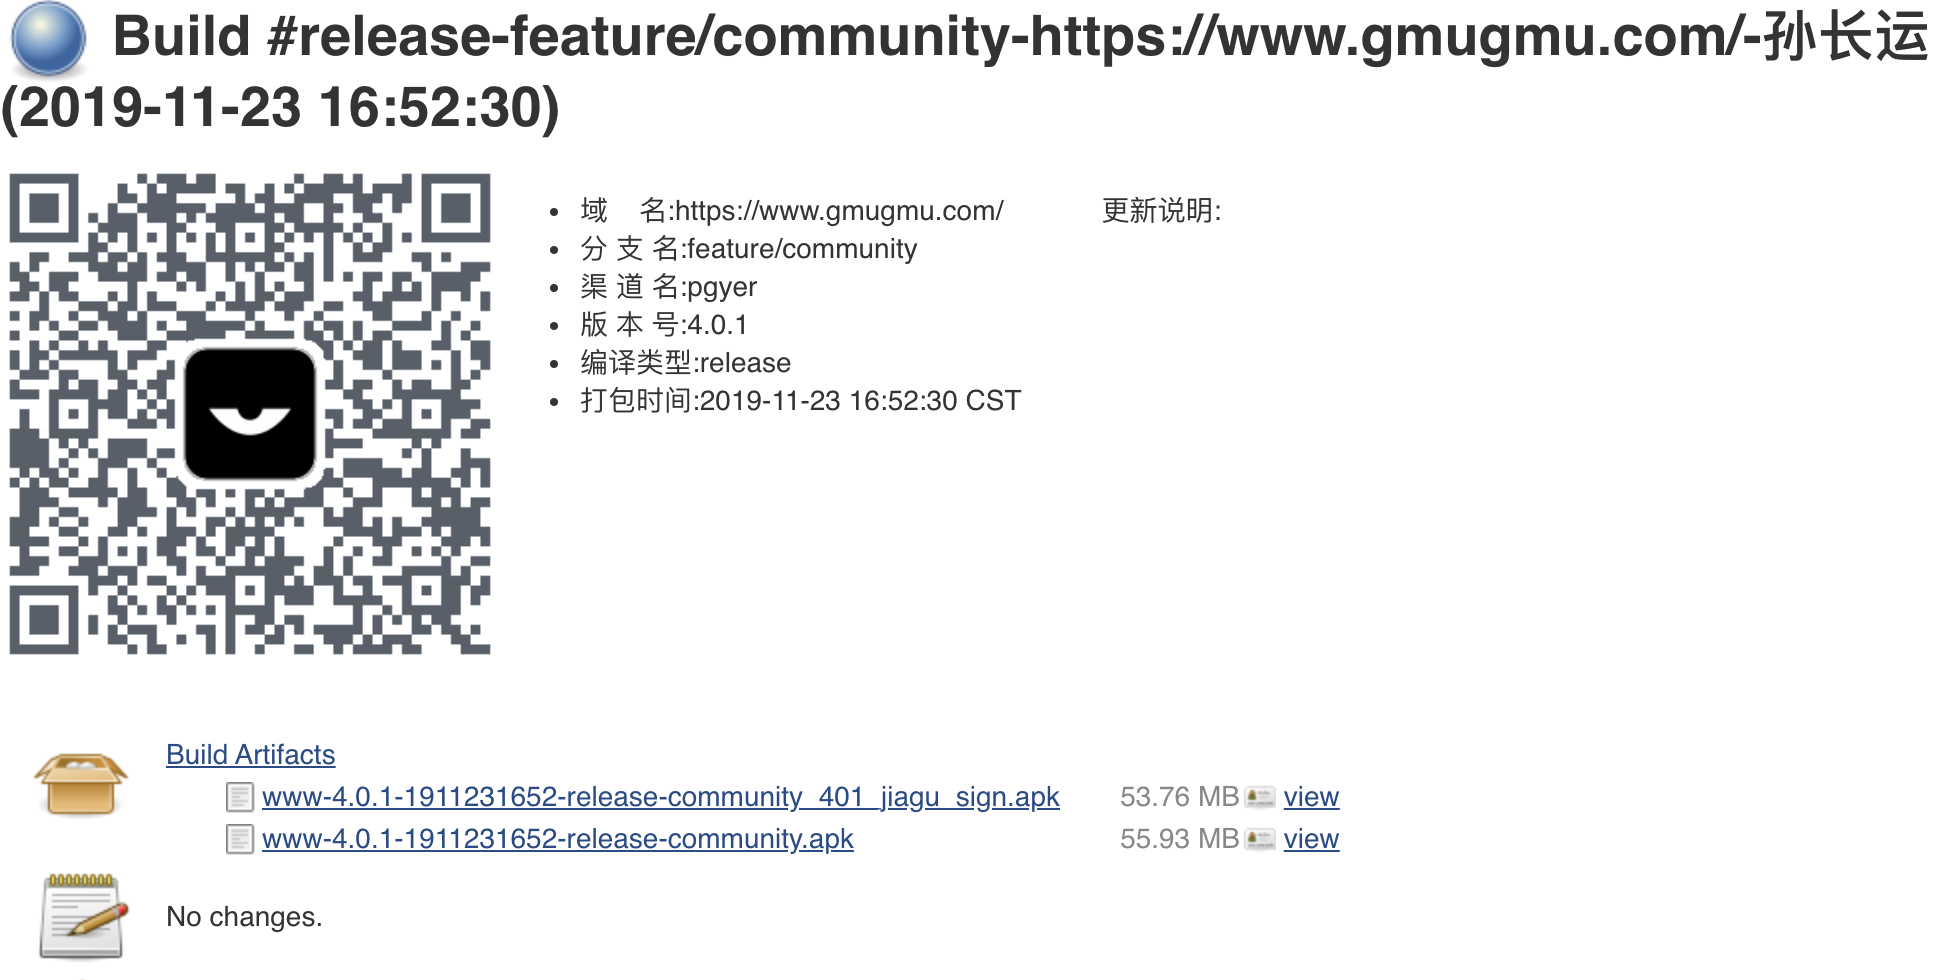 Build #release-feature/community-https://www.gmugmu.com/-孙长运
(2019-11-23 16:52:30)
域 名:https://www.gmugmu.com/
更新说明:
分 支 名:feature/community
渠 道 名:pgyer
版 本 号:4.0.1
编译类型:release
打包时间:2019-11-23 16:52:30 CST
Build Artifacts
www-4.0.1-1911231652-release-community_401_jiagu_sign.apk 53.76 MB view
www-4.0.1-1911231652-release-community.apk 55.93 MB view
No changes.